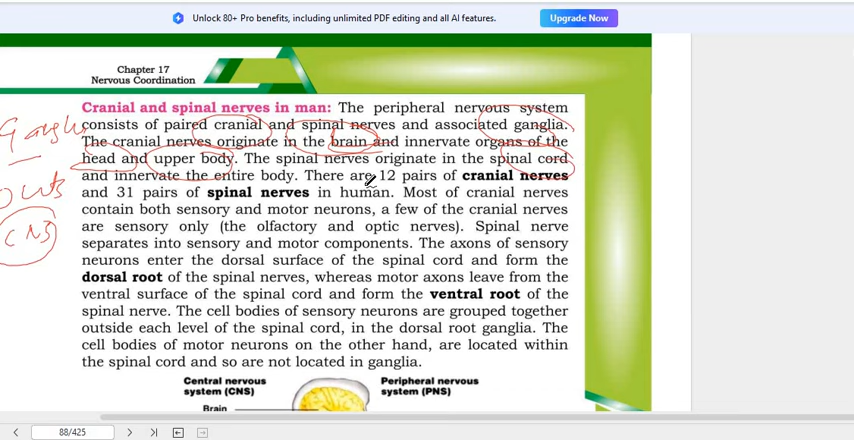 Unlock 80+ Pro benefits, including unlimited PDF editing and all AI features.
Upgrade Now
Chapter 17
Nervous Coordination
Cranial and spinal nerves in man: The peripheral nervous system
consists of paired cranial and spinal nerves and associated ganglia.
The cranial nerves originate in the brain and innervate organs of the
head and upper body. The spinal nerves originate in the spinal cord
and innervate the entire body. There are 12 pairs of cranial nerves
and 31 pairs of spinal nerves in human. Most of cranial nerves
contain both sensory and motor neurons, a few of the cranial nerves
are sensory only (the olfactory and optic nerves). Spinal nerve
separates into sensory and motor components. The axons of sensory
neurons enter the dorsal surface of the spinal cord and form the
dorsal root of the spinal nerves, whereas motor axons leave from the
ventral surface of the spinal cord and form the ventral root of the
spinal nerve. The cell bodies of sensory neurons are grouped together
outside each level of the spinal cord, in the dorsal root ganglia. The
cell bodies of motor neurons on the other hand, are located within
the spinal cord and so are not located in ganglia.
CNS
Central nervous
system (CNS)
Peripheral nervous
system (PNS)
Brain
88/425